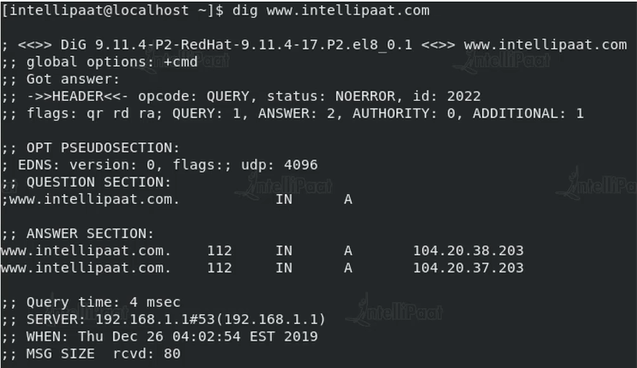 [intellipaat@localhost ~]$ dig www.intellipaat.com
; <<>> DiG 9.11.4-P2-RedHat-9.11.4-17.P2.el8_0.1 <<>> www.intellipaat.com
;; global options: +cmd
;; Got answer:
;; ->>HEADER<<- opcode: QUERY, status: NOERROR, id: 2022
;; flags: qr rd ra; QUERY: 1, ANSWER: 2, AUTHORITY: 0, ADDITIONAL: 1
;; OPT PSEUDOSECTION:
; EDNS: version: 0, flags:; udp: 4096
;; QUESTION SECTION:
;www.intellipaat.com. IN A
;; ANSWER SECTION:
www.intellipaat.com. 112 IN A 104.20.38.203
www.intellipaat.com. 112 IN A 104.20.37.203
;; Query time: 4 msec
;; SERVER: 192.168.1.1#53(192.168.1.1)
;; WHEN: Thu Dec 26 04:02:54 EST 2019
;; MSG SIZE rcvd: 80